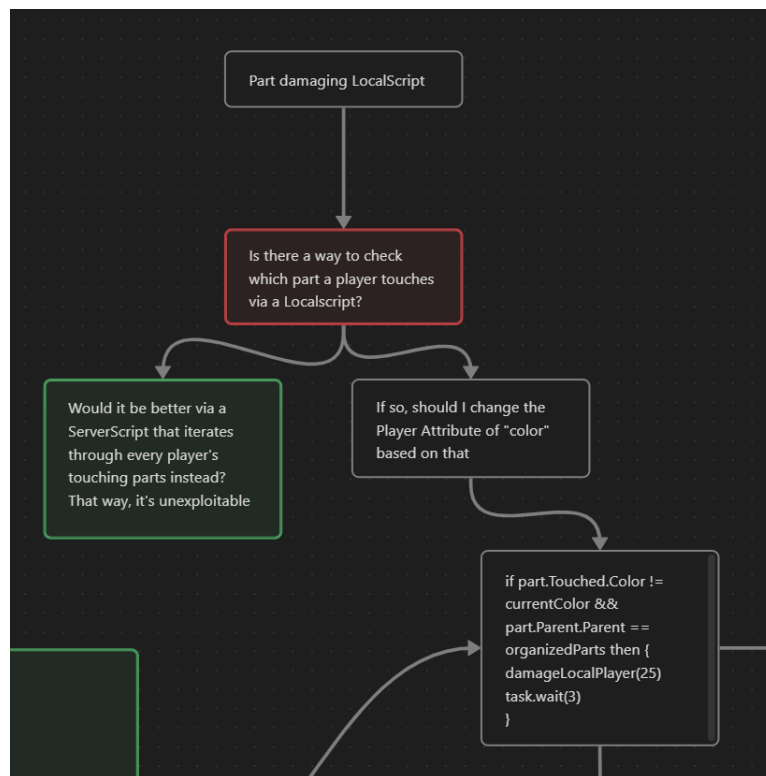 Part damaging LocalScript
Is there a way to check
which part a player touches
via a Localscript?
Would it be better via a
ServerScript that iterates
through every player's
touching parts instead?
That way, it's unexploitable
If so, should I change the
Player Attribute of "color"
based on that
if part.Touched.Color !=
currentColor &&
part.Parent.Parent ==
organizedParts then {
damageLocalPlayer(25)
task.wait(3)
}